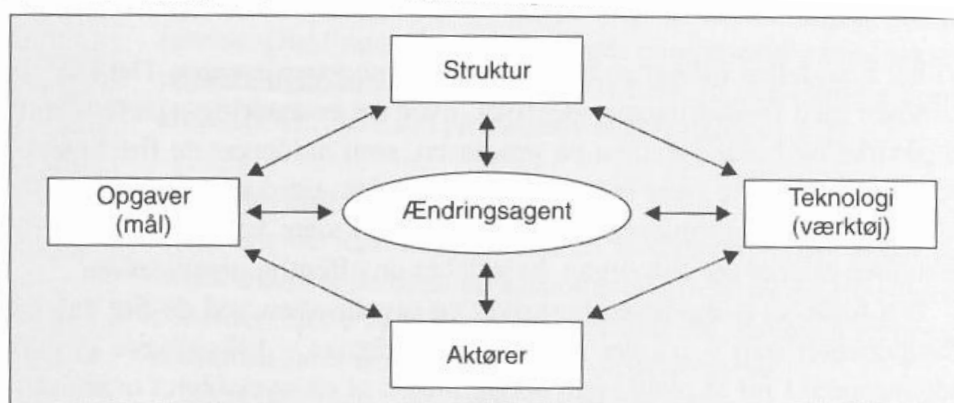 Struktur
Opgaver
(mål)
Ændringsagent
Teknologi
(værktøj)
Aktører